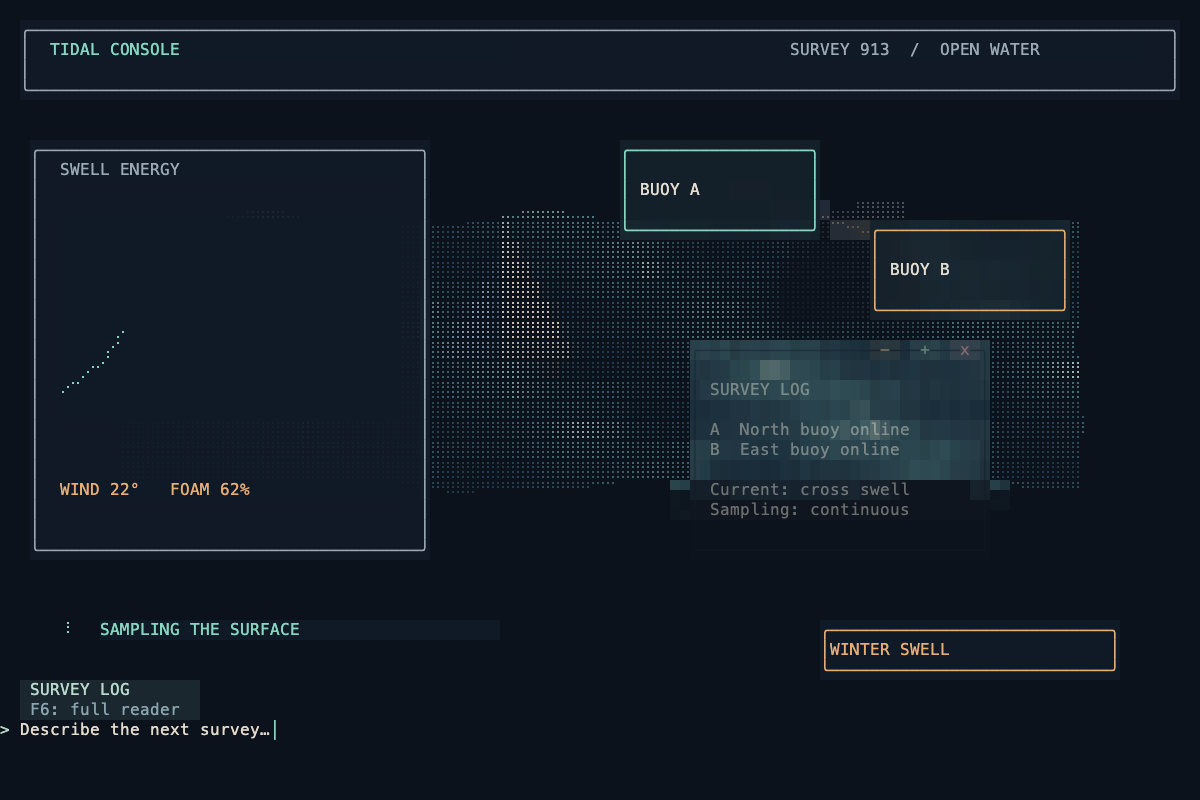 TIDAL CONSOLE
SURVEY 913 / OPEN WATER
SWELL ENERGY
BUOY A
BUOY B
− + x
SURVEY LOG
A North buoy online
B East buoy online
Current: cross swell
Sampling: continuous
WIND 22° FOAM 62%
SAMPLING THE SURFACE
WINTER SWELL
SURVEY LOG
F6: full reader
> Describe the next survey…